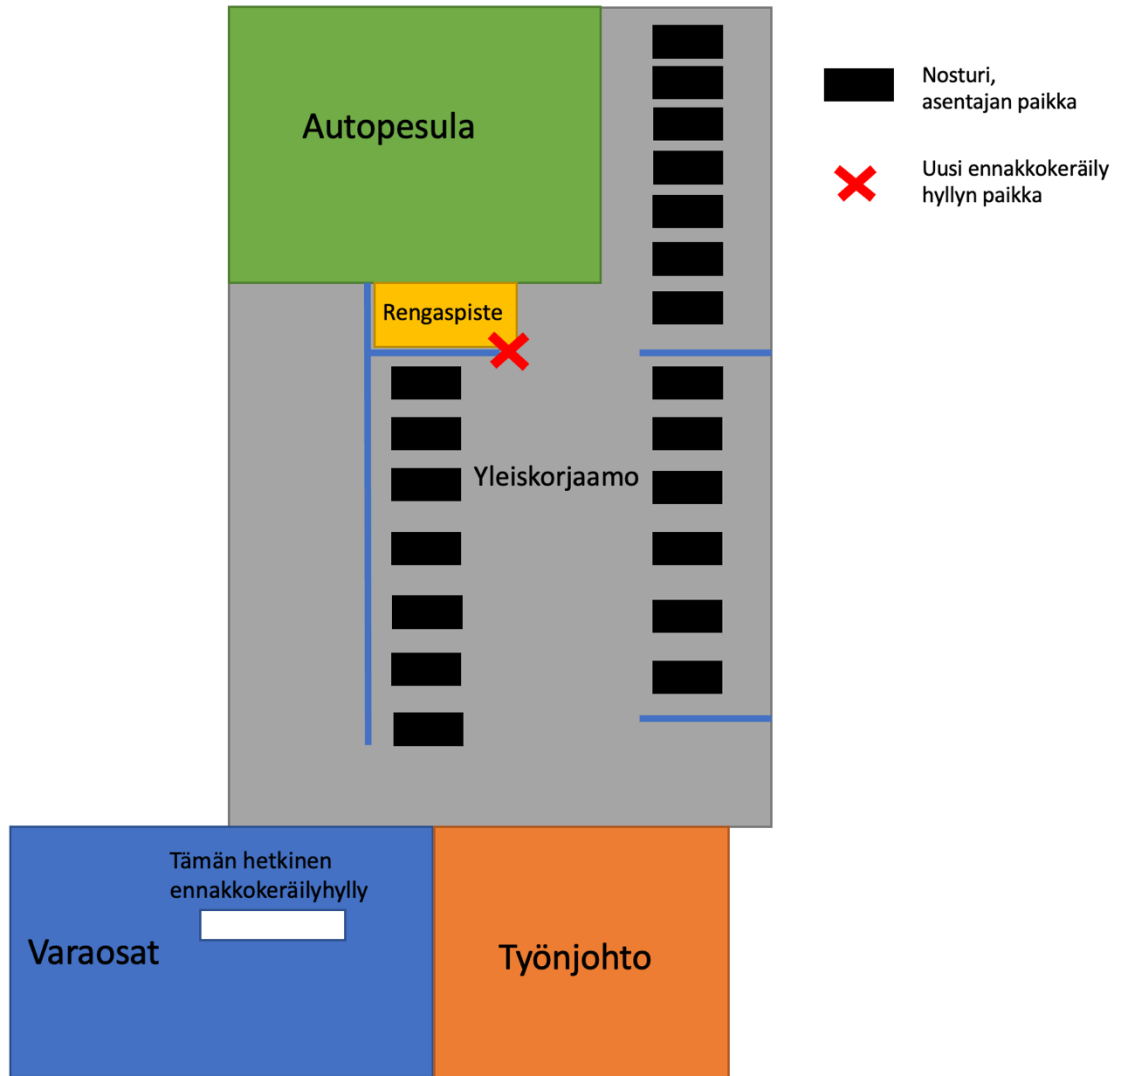 Autopesula
Nosturi,
asentajan paikka
Uusi ennakkokeräily
hyllyn paikka
Rengaspiste
Yleiskorjaamo
Tämän hetkinen
ennakkokeräilyhylly
Varaosat
Työnjohto